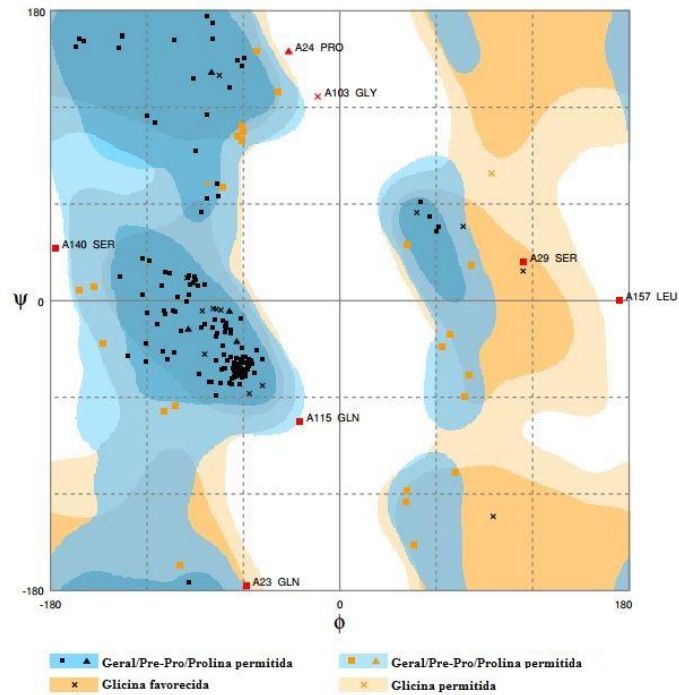 180
A24 PRO
A103 GLY
A140 SER
A29 SER
ψ 0
A157 LEU
A115 GLN
A23 GLN
-180
-180 0 180
ϕ
Geral/Pre-Pro/Prolina permitida Geral/Pre-Pro/Prolina permitida
Glicina favorecida Glicina permitida